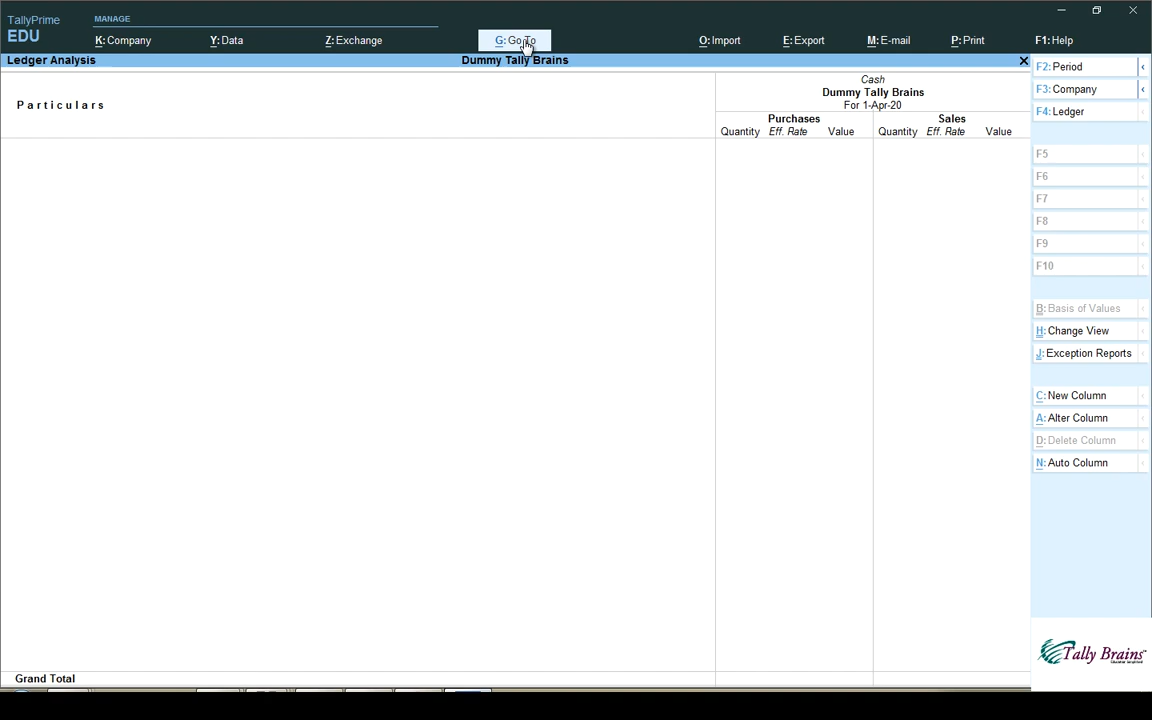 TallyPrime
EDU
MANAGE
K: Company
Y: Data
Z: Exchange
G: Go To
O: Import
E: Export
M: E-mail
P: Print
F1: Help
Ledger Analysis
Dummy Tally Brains
Particulars
Cash
Dummy Tally Brains
For 1-Apr-20
Purchases
Sales
Quantity Eff. Rate Value
Quantity Eff. Rate Value
Grand Total
F2: Period
F3: Company
F4: Ledger
F5
F6
F7
F8
F9
F10
B: Basis of Values
H: Change View
J: Exception Reports
C: New Column
A: Alter Column
D: Delete Column
N: Auto Column
Tally Brains